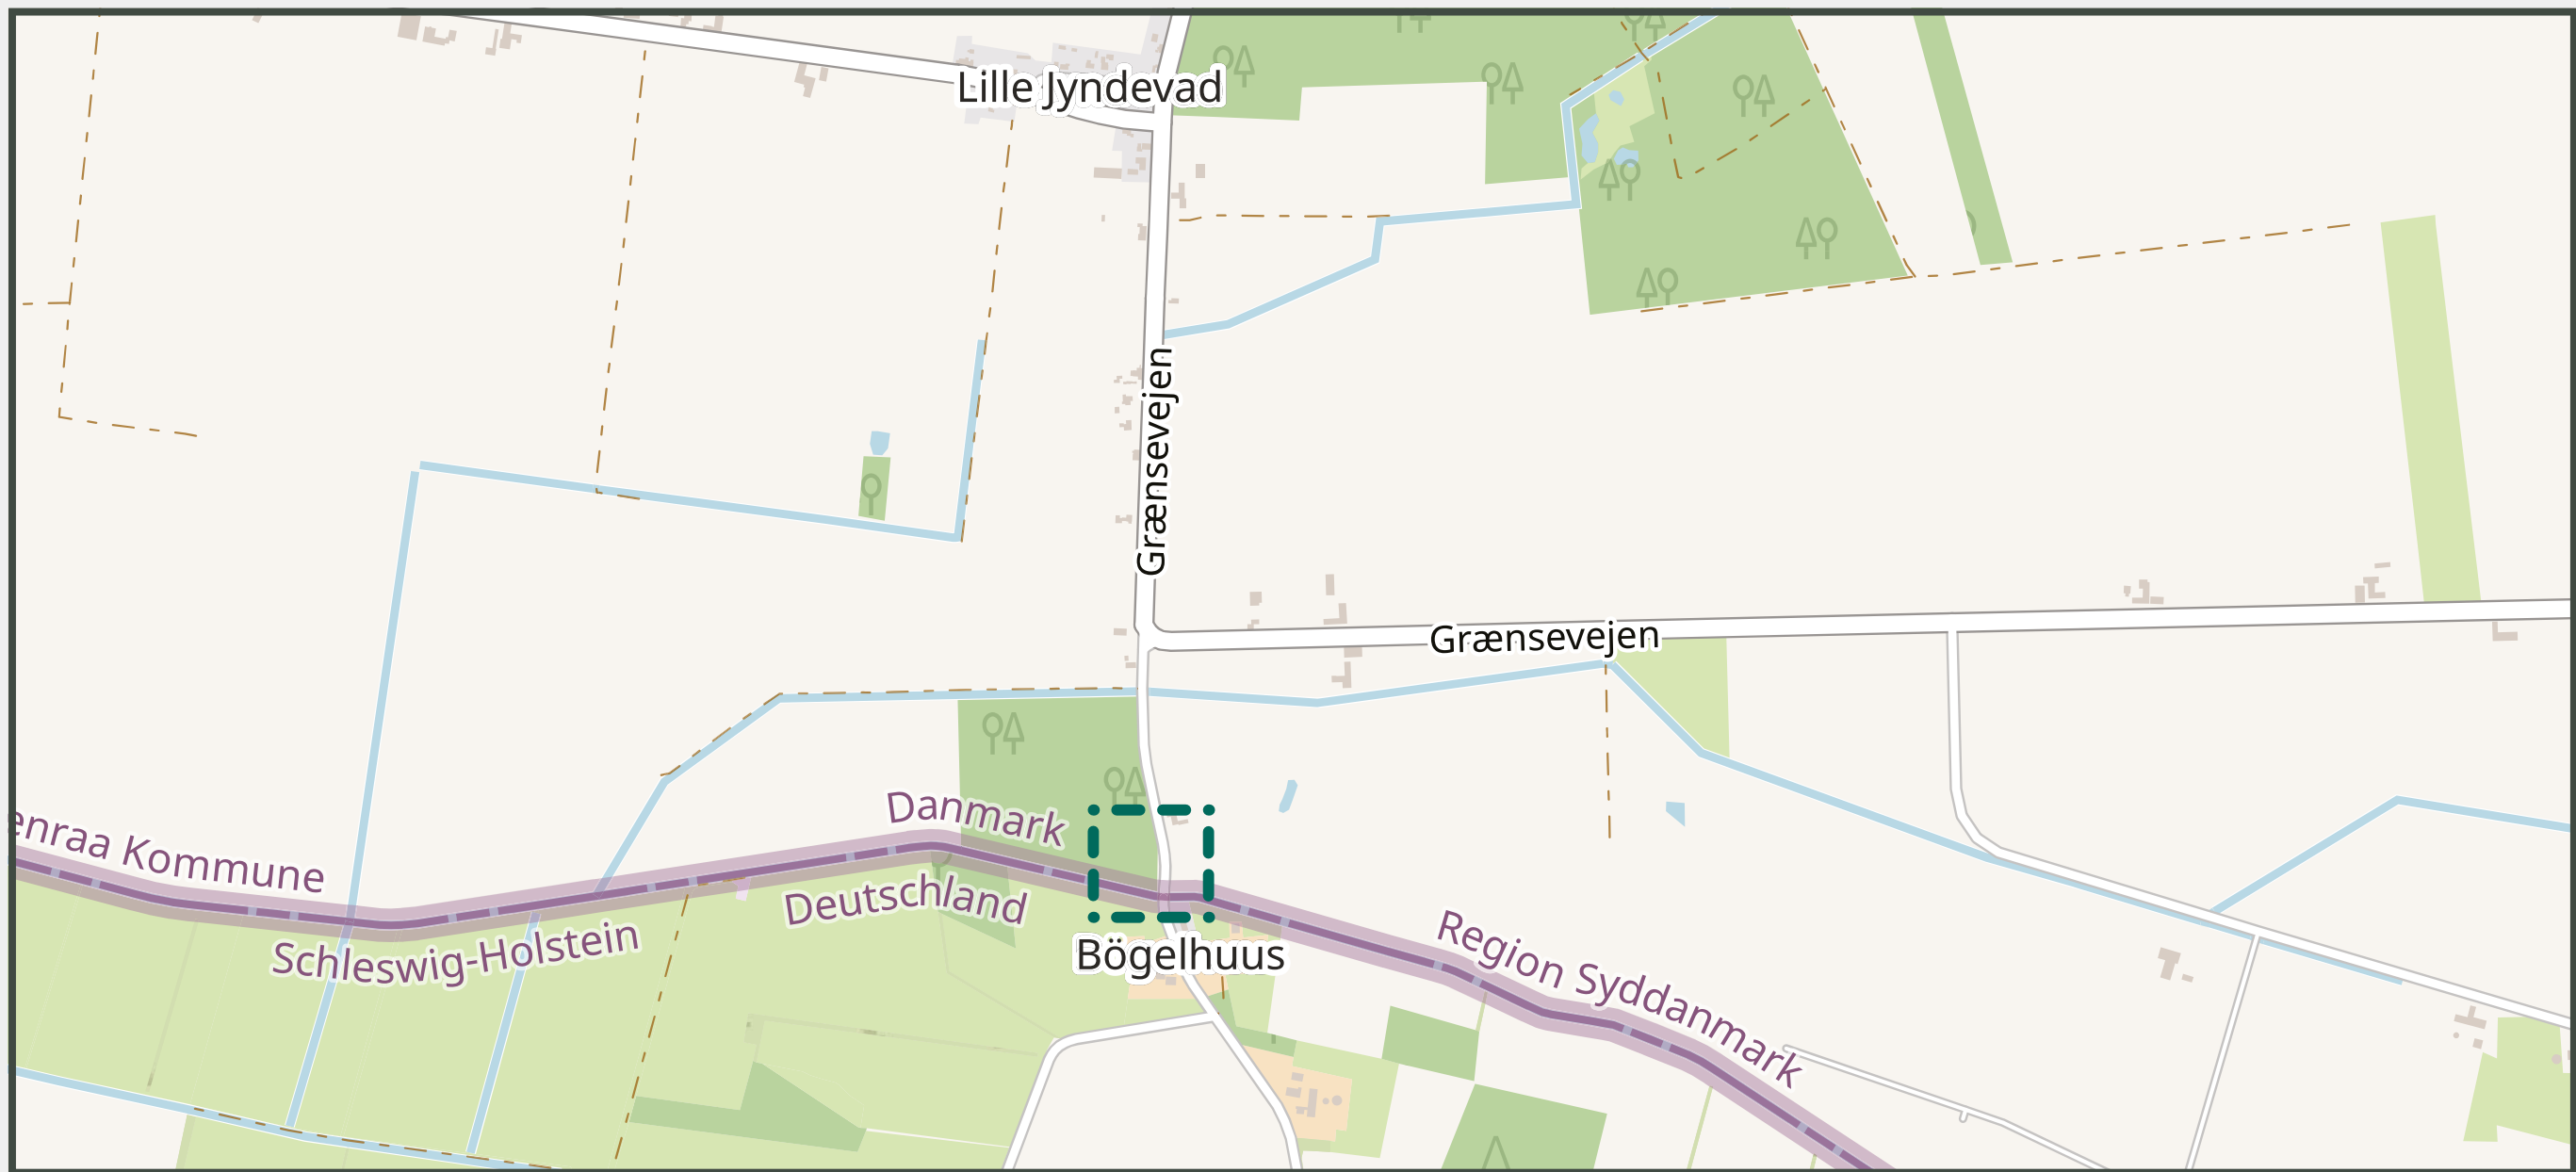 Lille Jyndevad
Grænsevejen
Grænsevejen
Danmark
enraa Kommune
Deutschland
Schleswig-Holstein
Bögelhuus
Region Syddanmark